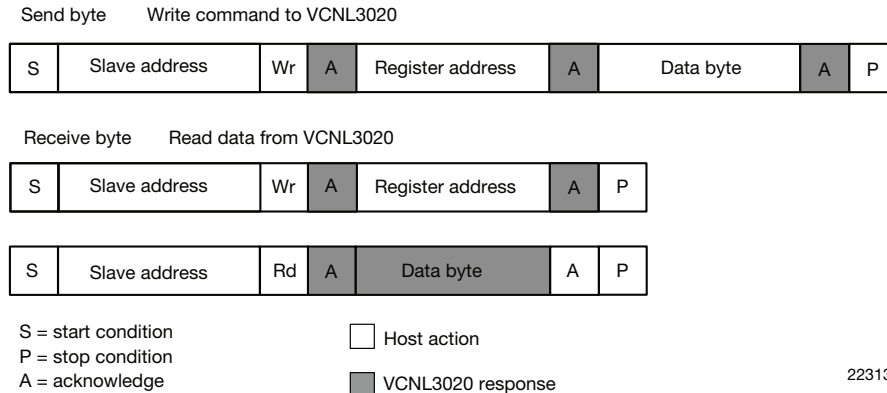 Send byte Write command to VCNL3020
S Slave address Wr A Register address A Data byte A P
Receive byte Read data from VCNL3020
S Slave address Wr A Register address A P
S Slave address Rd A Data byte A P
S = start condition
P = stop condition
A = acknowledge
Host action
VCNL3020 response
22313